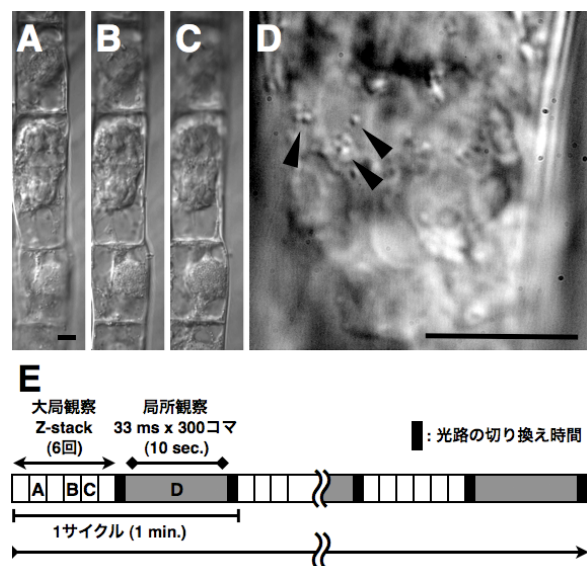 A
B
C
D
E
大局観察
Z-stack
(6回)
局所観察
33 ms x 300コマ
(10 sec.)
: 光路の切り換え時間
A
B
C
D
1サイクル (1 min.)